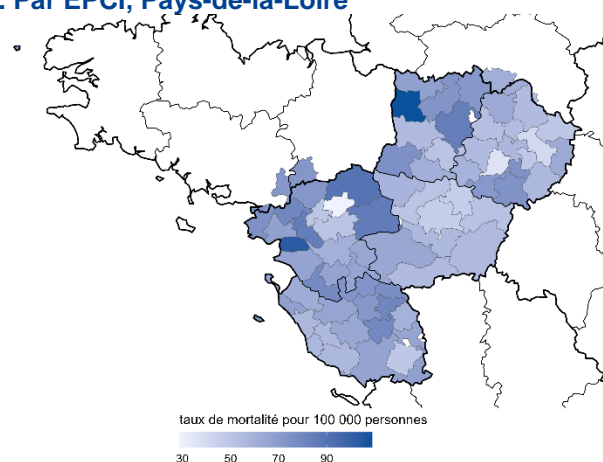 . Par EPCI, Pays-de-la-Loire
taux de mortalité pour 100 000 personnes
30 50 70 90